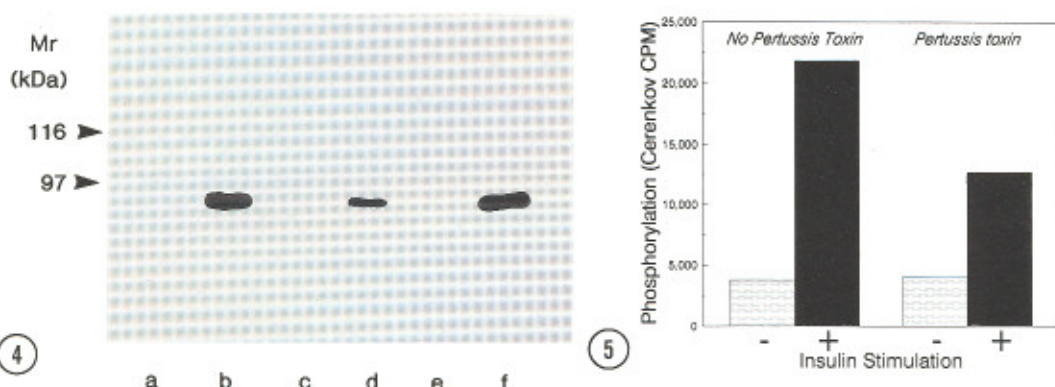 Mr
(kDa)
116
97
4
a b c d e f
25,000
20,000
15,000
10,000
5,000
0
Phosphorylation (Cerenkov CPM)
No Pertussis Toxin Pertussis toxin
- + - +
Insulin Stimulation
5